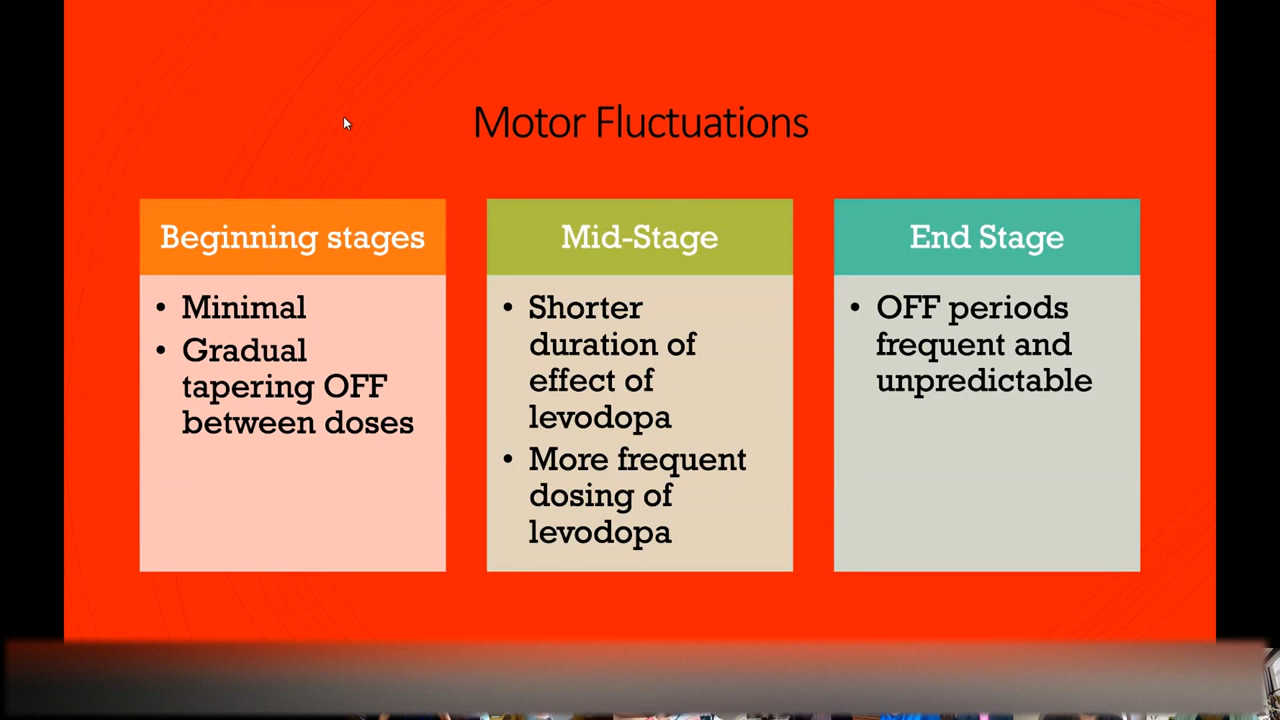 Motor Fluctuations
Beginning stages
• Minimal
• Gradual
tapering OFF
between doses
Mid-Stage
• Shorter
duration of
effect of
levodopa
• More frequent
dosing of
levodopa
End Stage
• OFF periods
frequent and
unpredictable